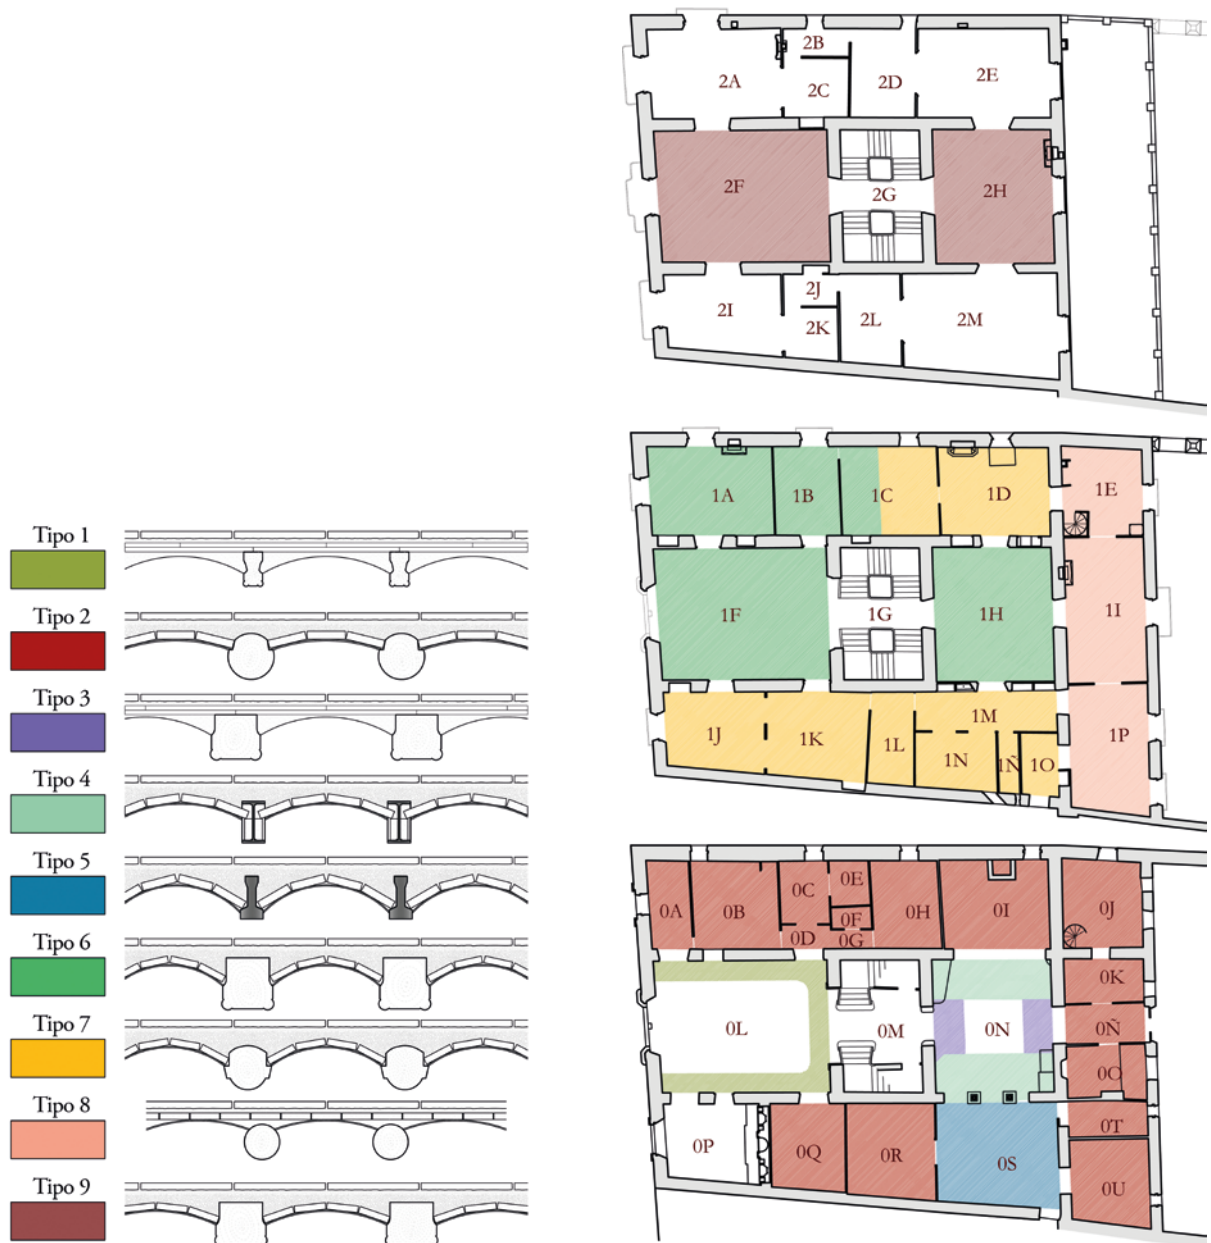 2B
2A
2C
2D
2E
2F
2G
2H
2J
2I
2K
2L
2M
1A
1B
1C
1D
1E
1F
1G
1H
1I
1J
1K
1L
1M
1N
1Ñ
1O
1P
0A
0B
0C
0D
0E
0F
0G
0H
0I
0J
0K
0L
0M
0N
0Ñ
0O
0P
0Q
0R
0S
0T
0U
Tipo 1
Tipo 2
Tipo 3
Tipo 4
Tipo 5
Tipo 6
Tipo 7
Tipo 8
Tipo 9